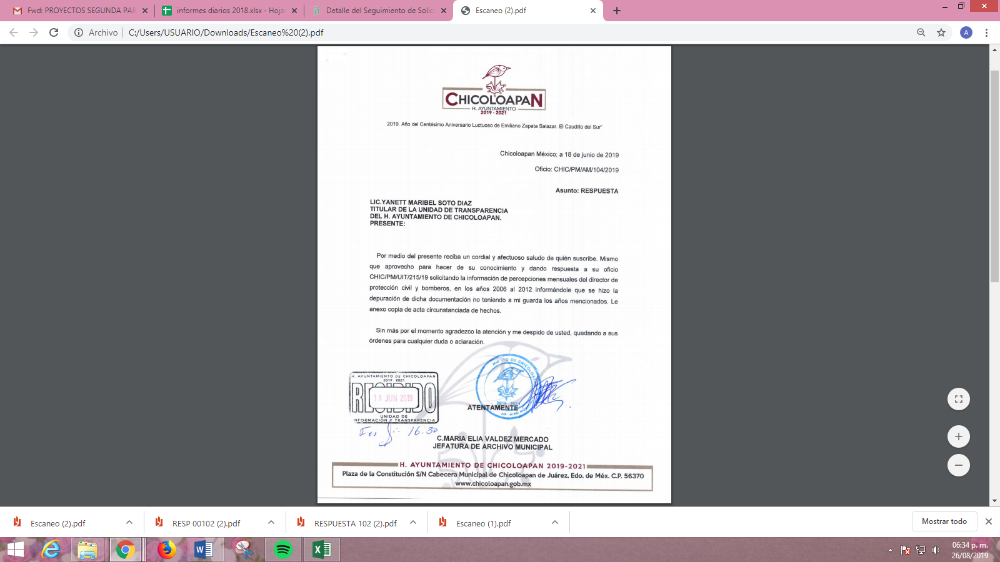 Fwd: PROYECTOS SEGUNDA PAR
informes diarios 2018.xlsx - Hoja
Detalle del Seguimiento de Solic
Escaneo (2).pdf
Archivo
C:/Users/USUARIO/Downloads/Escaneo%20(2).pdf
A
CHICOLOAPAN
H. AYUNTAMIENTO
2019 - 2021
2019. Año del Centésimo Aniversario Luctuoso de Emiliano Zapata Salazar. El Caudillo del Sur"
Chicoloapan México; a 18 de junio de 2019
Oficio: CHIC/PM/AM/104/2019
Asunto: RESPUESTA
LIC.YANETT MARIBEL SOTO DIAZ
TITULAR DE LA UNIDAD DE TRANSPARENCIA
DEL H. AYUNTAMIENTO DE CHICOLOAPAN.
PRESENTE:
Por medio del presente reciba un cordial y afectuoso saludo de quién suscribe. Mismo
que aprovecho para hacer de su conocimiento y dando respuesta a su oficio
CHIC/PM/UIT/215/19 solicitando la información de percepciones mensuales del director de
protección civil y bomberos, en los años 2006 al 2012 informándole que se hizo la
depuración de dicha documentación no teniendo a mi guarda los años mencionados. Le
anexo copia de acta circunstanciada de hechos.
Sin más por el momento agradezco la atención y me despido de usted, quedando a sus
órdenes para cualquier duda o aclaración.
H. AYUNTAMIENTO DE CHICOLOAPAN
2019 2021
RECIBIDO
18 JUN 2019
UNIDAD DE
INFORMACIÓN Y TRANSPARENCIA
16:30
DE CHICOLOAPAN
2019 2021
ATENTAMENTE
C.MARIA ELIA VALDEZ MERCADO
JEFATURA DE ARCHIVO MUNICIPAL
H. AYUNTAMIENTO DE CHICOLOAPAN 2019-2021
Plaza de la Constitución S/N Cabecera Municipal de Chicoloapan de Juárez, Edo. de Méx. C.P. 56370
www.chicoloapan.gob.mx
Escaneo (2).pdf
RESP 00102 (2).pdf
RESPUESTA 102 (2).pdf
Escaneo (1).pdf
Mostrar todo
06:34 p. m.
26/08/2019